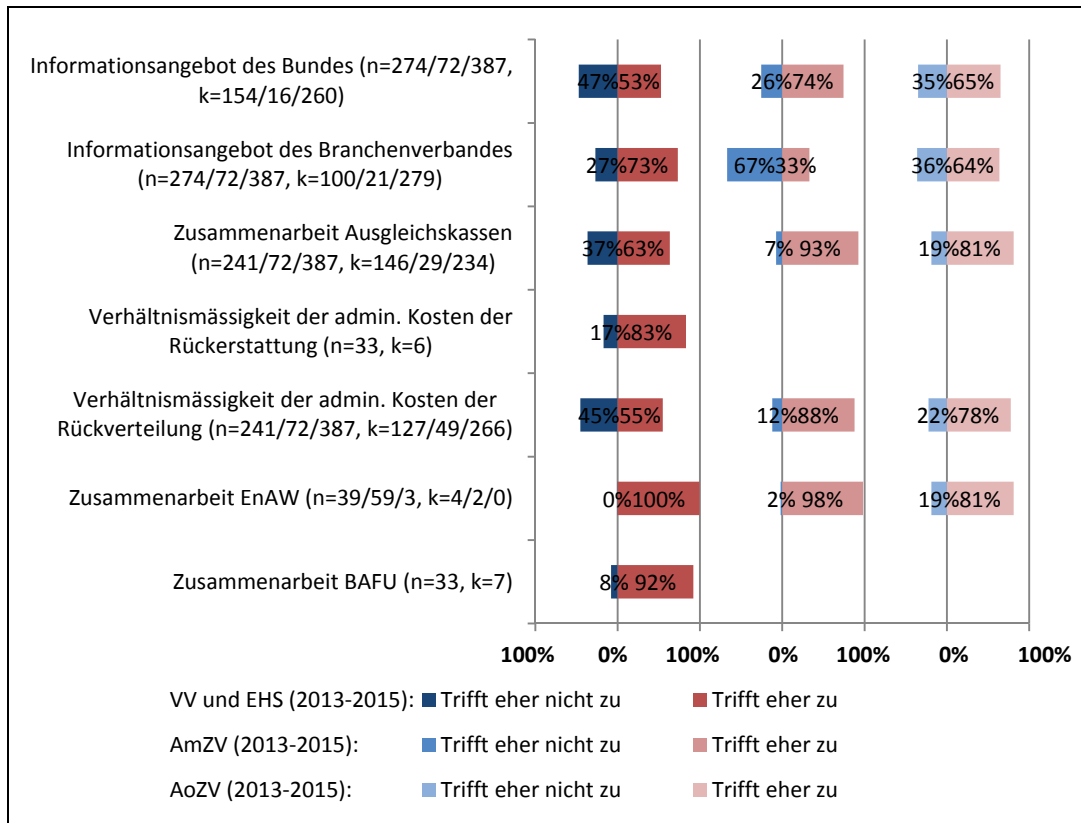 Informationsangebot des Bundes (n=274/72/387,
k=154/16/260)
47% 53% 26% 74% 35% 65%
Informationsangebot des Branchenverbandes
(n=274/72/387, k=100/21/279)
27% 73% 67% 33% 36% 64%
Zusammenarbeit Ausgleichskassen
(n=241/72/387, k=146/29/234)
37% 63% 7% 93% 19% 81%
Verhältnismässigkeit der admin. Kosten der
Rückerstattung (n=33, k=6)
17% 83%
Verhältnismässigkeit der admin. Kosten der
Rückverteilung (n=241/72/387, k=127/49/266)
45% 55% 12% 88% 22% 78%
Zusammenarbeit EnAW (n=39/59/3, k=4/2/0)
0% 100% 2% 98% 19% 81%
Zusammenarbeit BAFU (n=33, k=7)
8% 92%
100% 0% 100% 0% 100% 0% 100%
VV und EHS (2013-2015): Trifft eher nicht zu Trifft eher zu
AmZV (2013-2015): Trifft eher nicht zu Trifft eher zu
AoZV (2013-2015): Trifft eher nicht zu Trifft eher zu